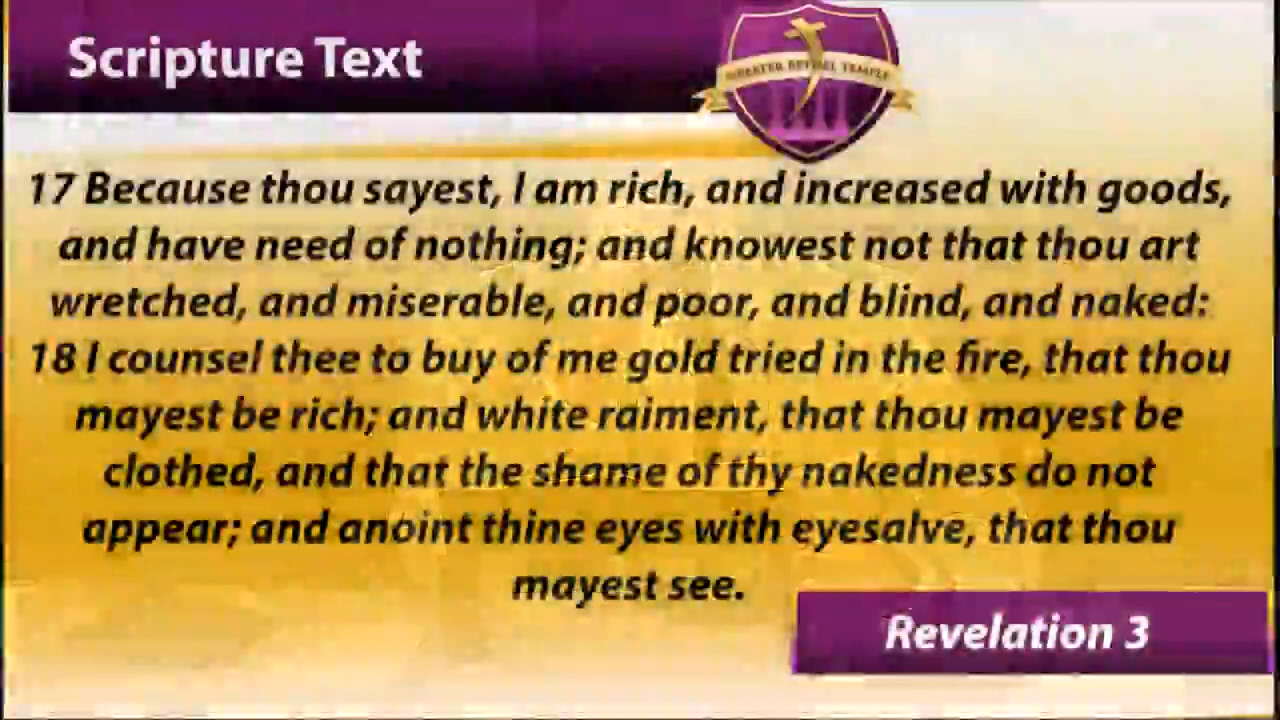 Scripture Text
GREATER BETHEL TEMPLE
17 Because thou sayest, I am rich, and increased with goods,
and have need of nothing; and knowest not that thou art
wretched, and miserable, and poor, and blind, and naked:
18 I counsel thee to buy of me gold tried in the fire, that thou
mayest be rich; and white raiment, that thou mayest be
clothed, and that the shame of thy nakedness do not
appear; and anoint thine eyes with eyesalve, that thou
mayest see.
Revelation 3